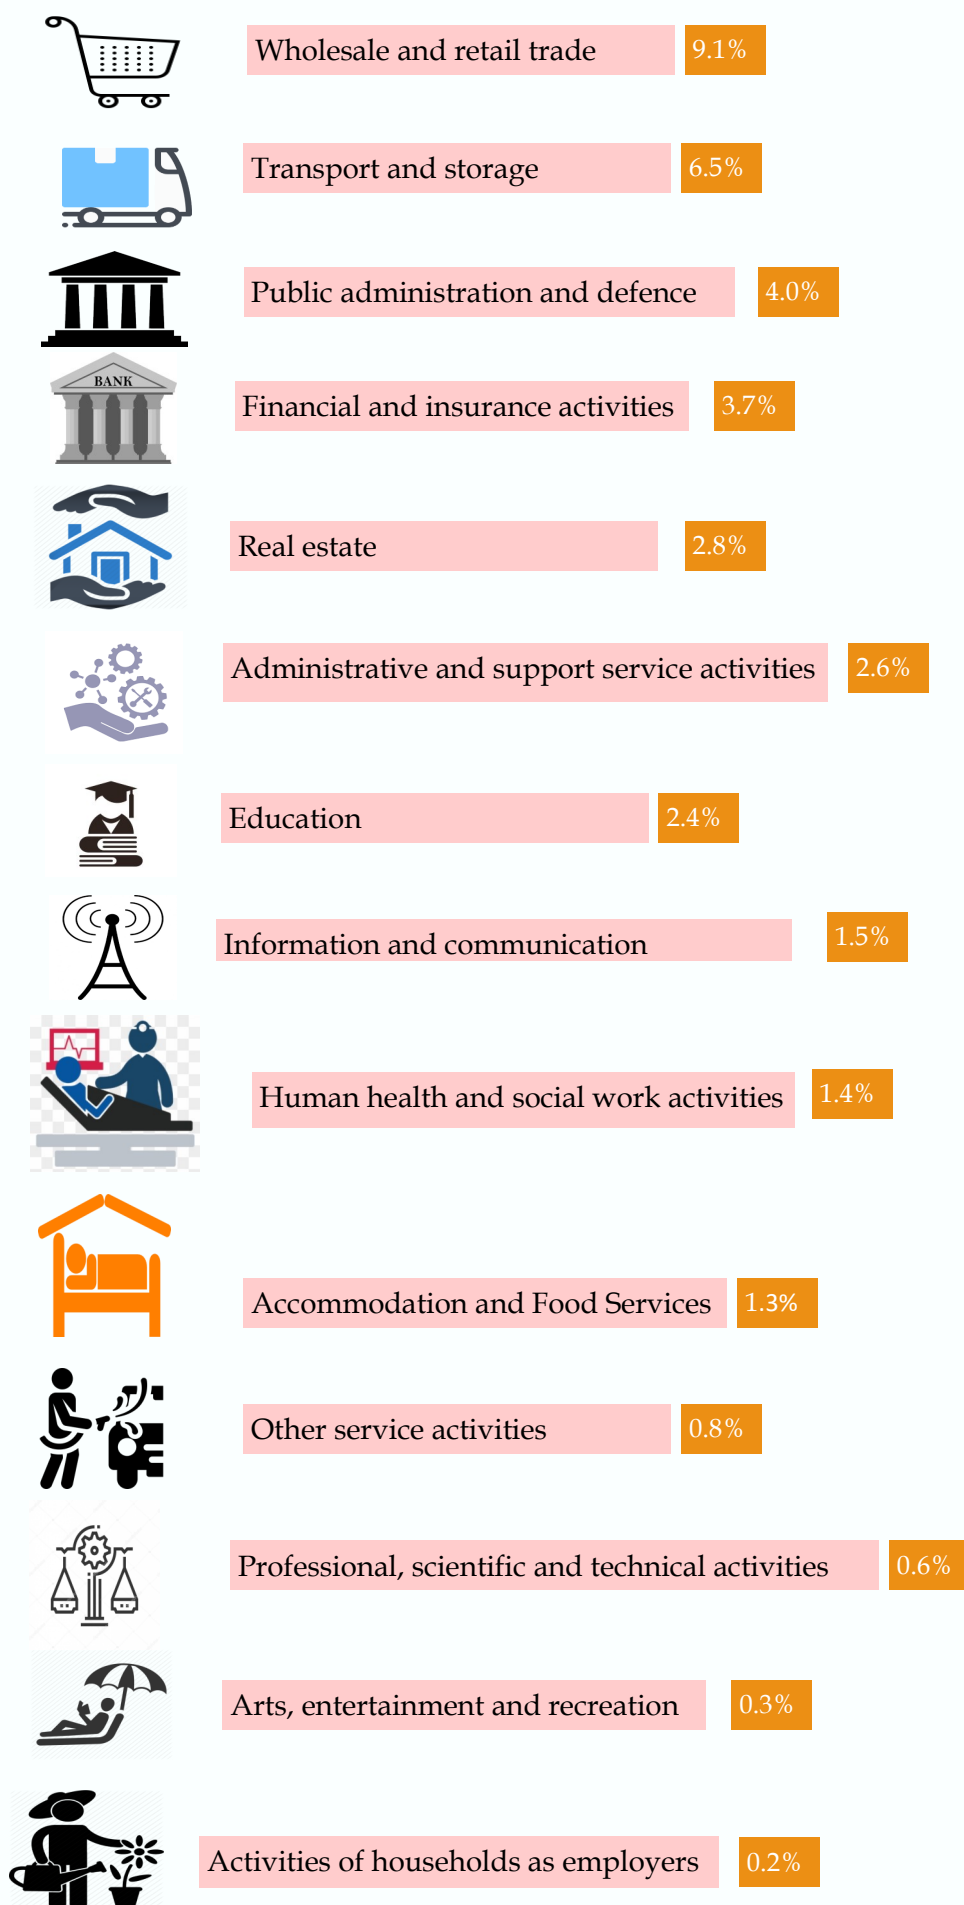 Wholesale and retail trade 9.1%
Transport and storage 6.5%
Public administration and defence 4.0%
BANK
Financial and insurance activities 3.7%
Real estate 2.8%
Administrative and support service activities 2.6%
Education 2.4%
Information and communication 1.5%
Human health and social work activities 1.4%
Accommodation and Food Services 1.3%
Other service activities 0.8%
Professional, scientific and technical activities 0.6%
Arts, entertainment and recreation 0.3%
Activities of households as employers 0.2%